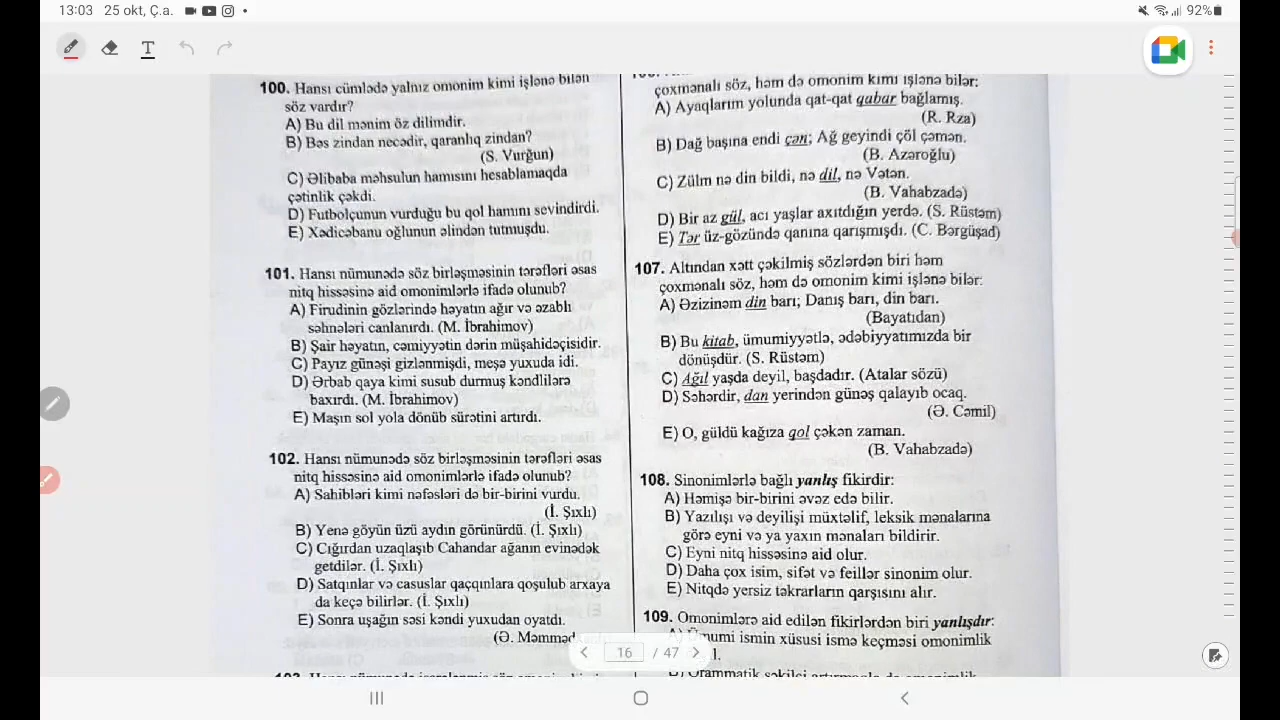 13:03 25 okt, Ç.a.
92%
T
100. Hansı cümlədə yalnız omonim kimi işlənə bilən
söz vardır?
A) Bu dil mənim öz dilimdir.
B) Bəs zindan necədir, qaranlıq zindan?
(S. Vurğun)
C) Əlibaba məhsulun hamısını hesablamaqda
çətinlik çəkdi.
D) Futbolçunun vurduğu bu qol hamını sevindirdi.
E) Xədicəbanu oğlunun əlindən tutmuşdu.
101. Hansı nümunədə söz birləşməsinin tərəfləri əsas
nitq hissəsinə aid omonimlərlə ifadə olunub?
A) Firudinin gözlərində həyatın ağır və əzablı
səhnələri canlanırdı. (M. İbrahimov)
B) Şair həyatın, cəmiyyətin dərin müşahidəçisidir.
C) Payız günəşi gizlənmişdi, meşə yuxuda idi.
D) Ərbab qaya kimi susub durmuş kəndlilərə
baxırdı. (M. İbrahimov)
E) Maşın sol yola dönüb sürətini artırdı.
102. Hansı nümunədə söz birləşməsinin tərəfləri əsas
nitq hissəsinə aid omonimlərlə ifadə olunub?
A) Sahibləri kimi nəfəsləri də bir-birini vurdu.
(İ. Şıxlı)
B) Yenə göyün üzü aydın görünürdü. (İ. Şıxlı)
C) Cığırdan uzaqlaşıb Cahandar ağanın evinədək
getdilər. (İ. Şıxlı)
D) Satqınlar və casuslar qaçqınlara qoşulub arxaya
da keçə bilirlər. (İ. Şıxlı)
E) Sonra uşağın səsi kəndi yuxudan oyatdı.
(Ə.
çoxmənalı söz, həm də omonim kimi işlənə bilər:
A) Ayaqlarım yolunda qat-qat qabar bağlamış.
(R. Rza)
B) Dağ başına endi çən; Ağ geyindi çöl çəmən.
(B. Azəroğlu)
C) Zülm nə din bildi, nə dil, nə Vətən.
(B. Vahabzadə)
D) Bir az gül, acı yaşlar axıtdığın yerdə. (S. Rüstəm)
E) Tər üz-gözündə qanına qarışmışdı. (C. Bərgüşad)
107. Altından xətt çəkilmiş sözlərdən biri həm
çoxmənalı söz, həm də omonim kimi işlənə bilər:
A) Əzizinəm din barı; Danış barı, din barı.
(Bayatıdan)
B) Bu kitab, ümumiyyətlə, ədəbiyyatımızda bir
dönüşdür. (S. Rüstəm)
C) Ağıl yaşda deyil, başdadır. (Atalar sözü)
D) Səhərdir, dan yerindən günəş qalayıb ocaq.
(Ə. Cəmil)
E) O, güldü kağıza qol çəkən zaman.
(B. Vahabzadə)
108. Sinonimlərlə bağlı yanlış fikirdir:
A) Həmişə bir-birini əvəz edə bilir.
B) Yazılışı və deyilişi müxtəlif, leksik mənalarına
görə eyni və ya yaxın mənaları bildirir.
C) Eyni nitq hissəsinə aid olur.
D) Daha çox isim, sifət və feillər sinonim olur.
E) Nitqdə yersiz təkrarların qarşısını alır.
109. Omonimlərə aid edilən fikirlərdən biri yanlışdır:
A) Ümumi ismin xüsusi ismə keçməsi omonimlik
16 / 47